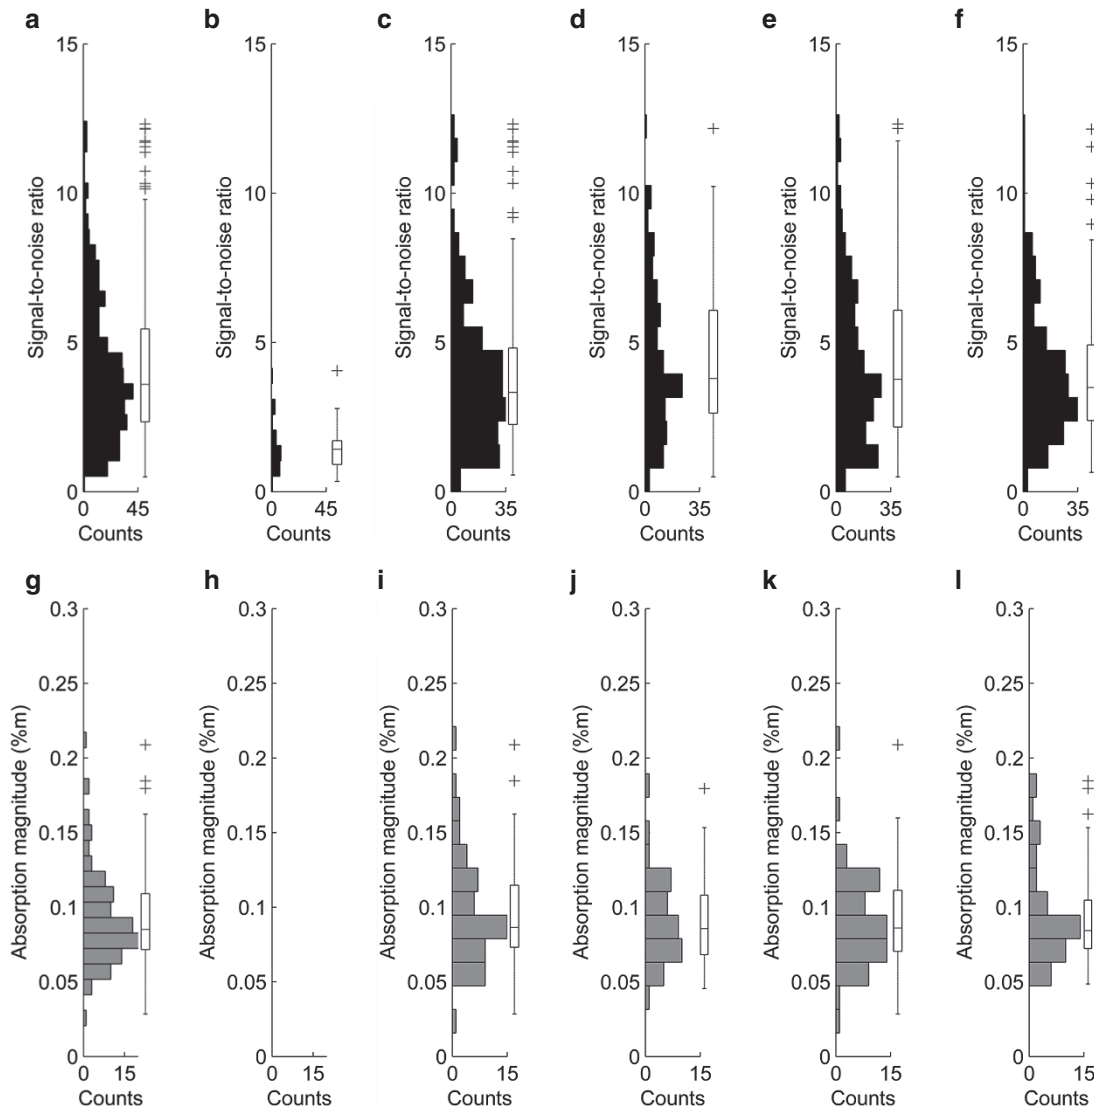 a b c d e f
15 15 15 15 15 15
10 10 10 10 10 10
5 5 5 5 5 5
0 0 0 0 0 0
Signal-to-noise ratio Signal-to-noise ratio Signal-to-noise ratio Signal-to-noise ratio Signal-to-noise ratio Signal-to-noise ratio
0 45 0 45 0 35 0 35 0 35 0 35
Counts Counts Counts Counts Counts Counts
g h i j k l
0.3 0.3 0.3 0.3 0.3 0.3
0.25 0.25 0.25 0.25 0.25 0.25
0.2 0.2 0.2 0.2 0.2 0.2
0.15 0.15 0.15 0.15 0.15 0.15
0.1 0.1 0.1 0.1 0.1 0.1
0.05 0.05 0.05 0.05 0.05 0.05
0 0 0 0 0 0
Absorption magnitude (%m) Absorption magnitude (%m) Absorption magnitude (%m) Absorption magnitude (%m) Absorption magnitude (%m) Absorption magnitude (%m)
0 15 0 15 0 15 0 15 0 15 0 15
Counts Counts Counts Counts Counts Counts